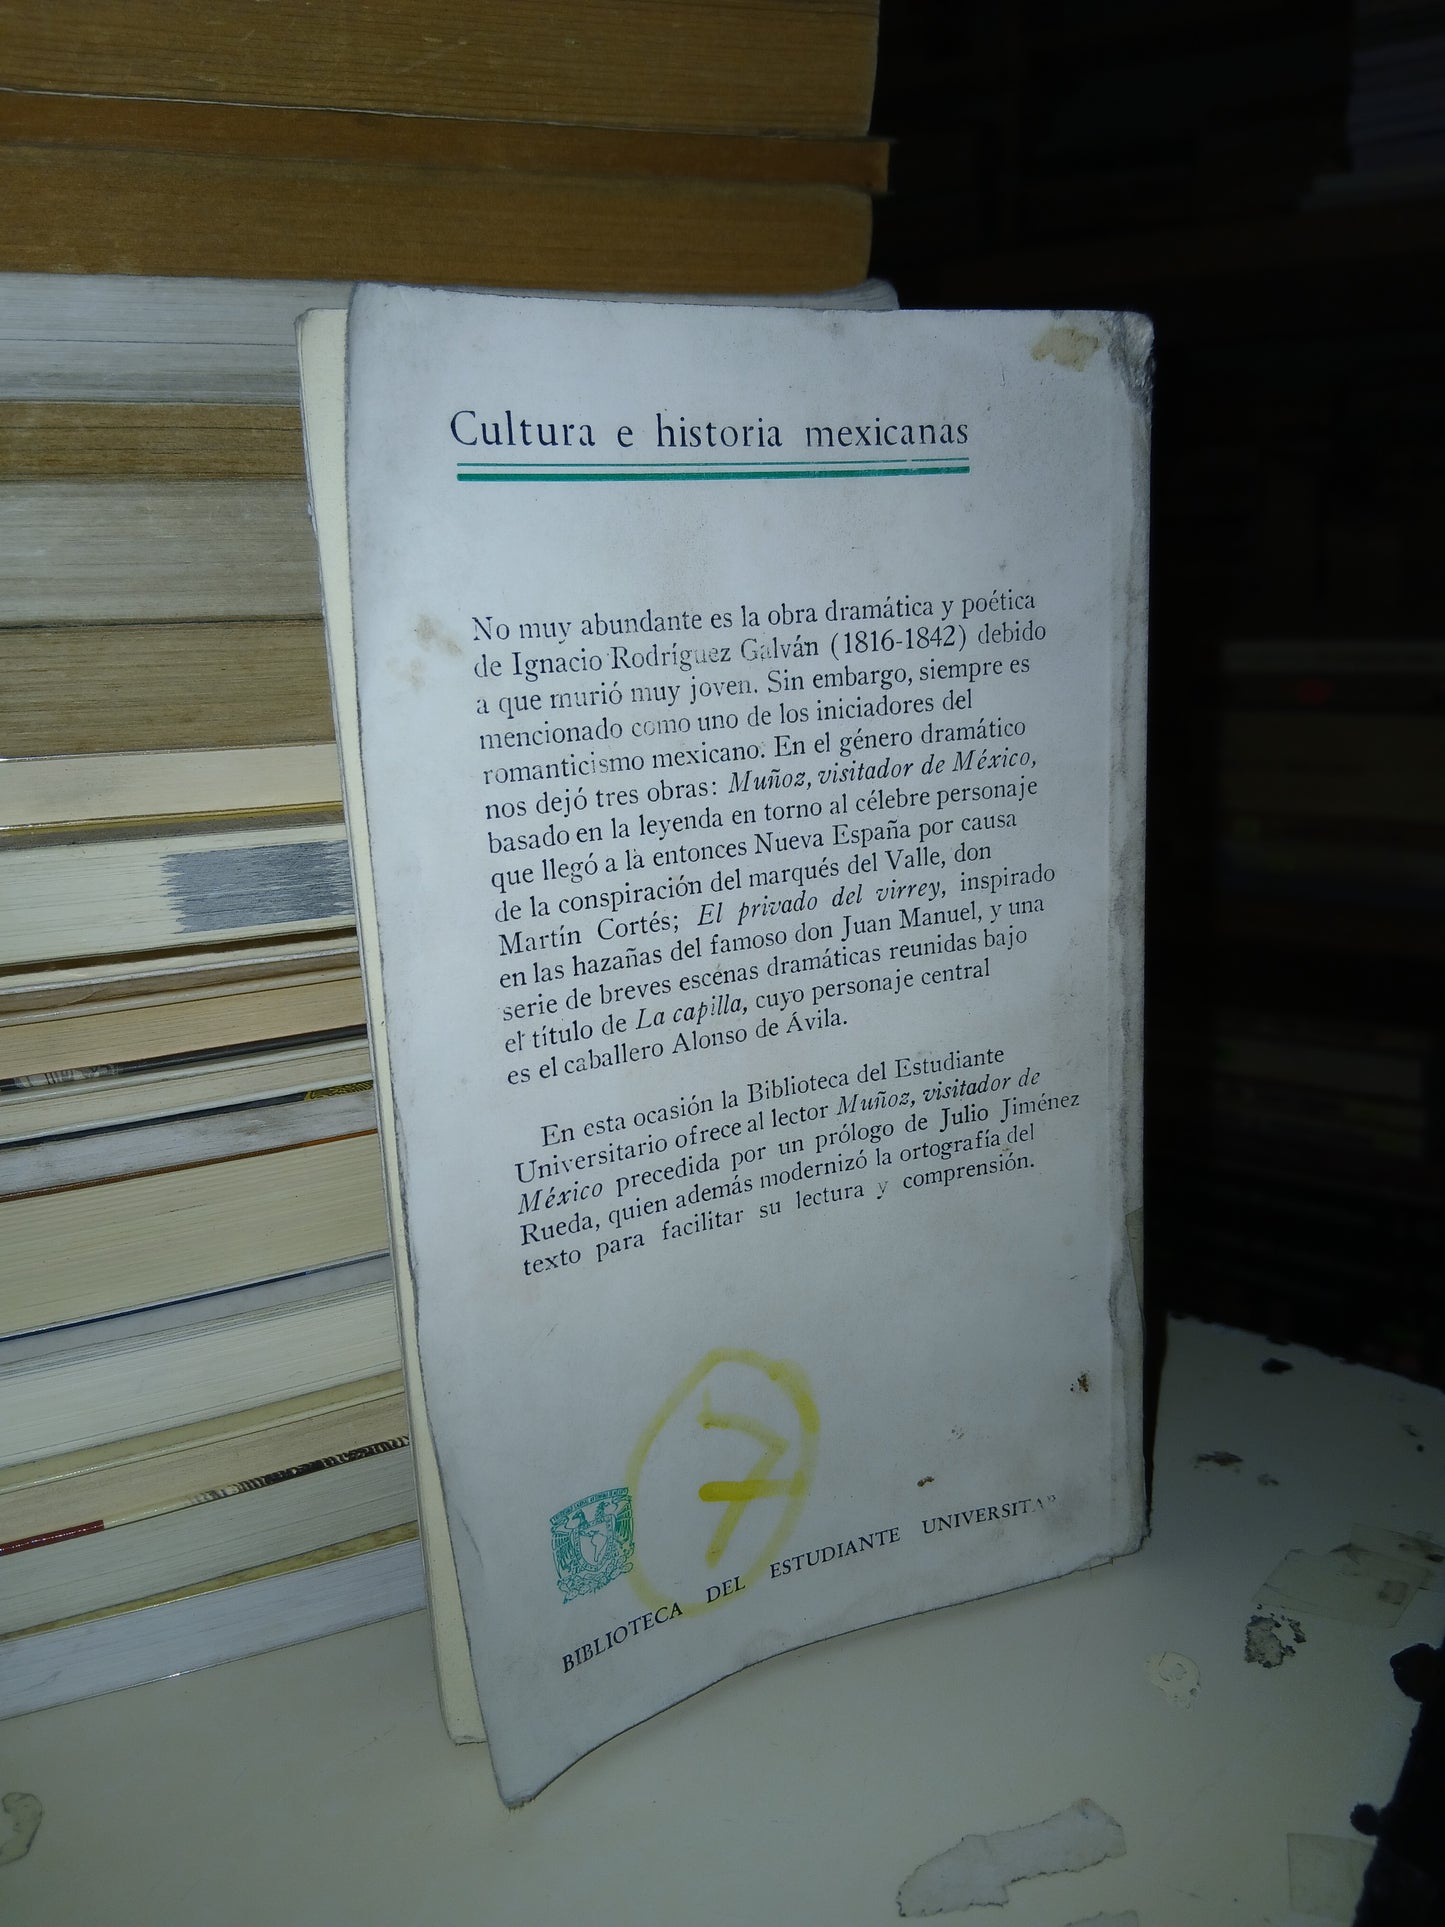 Cultura e historia mexicanas
No muy abundante es la obra dramática y poética
de Ignacio Rodríguez Galván (1816-1842) debido
a que murió muy joven. Sin embargo, siempre es
mencionado como uno de los iniciadores del
romanticismo mexicano. En el género dramático
nos dejó tres obras: Muñoz, visitador de México,
basado en la leyenda en torno al célebre personaje
que llegó a la entonces Nueva España por causa
de la conspiración del marqués del Valle, don
Martín Cortés; El privado del virrey, inspirado
en las hazañas del famoso don Juan Manuel, y una
serie de breves escenas dramáticas reunidas bajo
el título de La capilla, cuyo personaje central
es el caballero Alonso de Ávila.
En esta ocasión la Biblioteca del Estudiante
Universitario ofrece al lector Muñoz, visitador de
México precedida por un prólogo de Julio Jiménez
Rueda, quien además modernizó la ortografía del
texto para facilitar su lectura y comprensión.
7
BIBLIOTECA DEL ESTUDIANTE